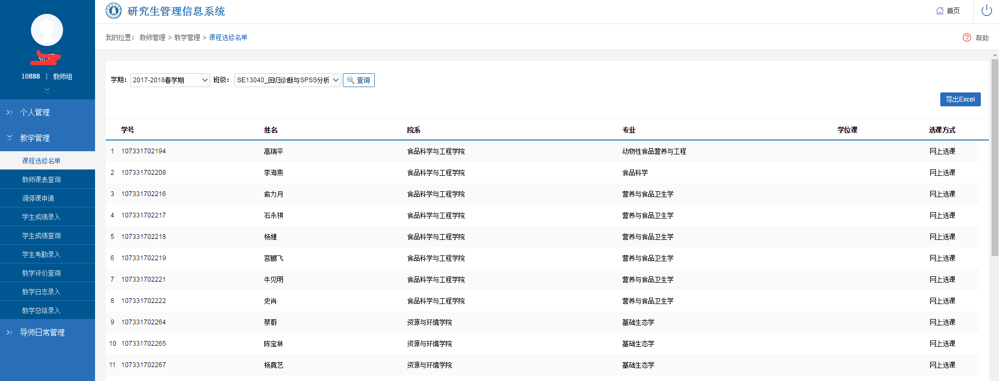 研究生管理信息系统
首页
10888 | 教师组
我的位置： 教师管理 > 教学管理 > 课程选修名单
帮助
学期： 2017-2018春学期 班级： SE13040_回归诊断与SPSS分析 查询
导出Excel
个人管理
教学管理
课程选修名单
教师课表查询
调停课申请
学生成绩录入
学生成绩查询
学生考勤录入
教学评价查询
教学日志录入
教学总结录入
导师日常管理
学号 姓名 院系 专业 学位课 选课方式
1 107331702194 高瑞平 食品科学与工程学院 动物性食品营养与工程 网上选课
2 107331702208 李海燕 食品科学与工程学院 食品科学 网上选课
3 107331702216 俞力月 食品科学与工程学院 营养与食品卫生学 网上选课
4 107331702217 石永祺 食品科学与工程学院 营养与食品卫生学 网上选课
5 107331702218 杨婕 食品科学与工程学院 营养与食品卫生学 网上选课
6 107331702219 宫鹏飞 食品科学与工程学院 营养与食品卫生学 网上选课
7 107331702221 牛见明 食品科学与工程学院 营养与食品卫生学 网上选课
8 107331702222 史肖 食品科学与工程学院 营养与食品卫生学 网上选课
9 107331702264 蔡蔚 资源与环境学院 基础生态学 网上选课
10 107331702265 陈宝林 资源与环境学院 基础生态学 网上选课
11 107331702267 杨竟艺 资源与环境学院 基础生态学 网上选课